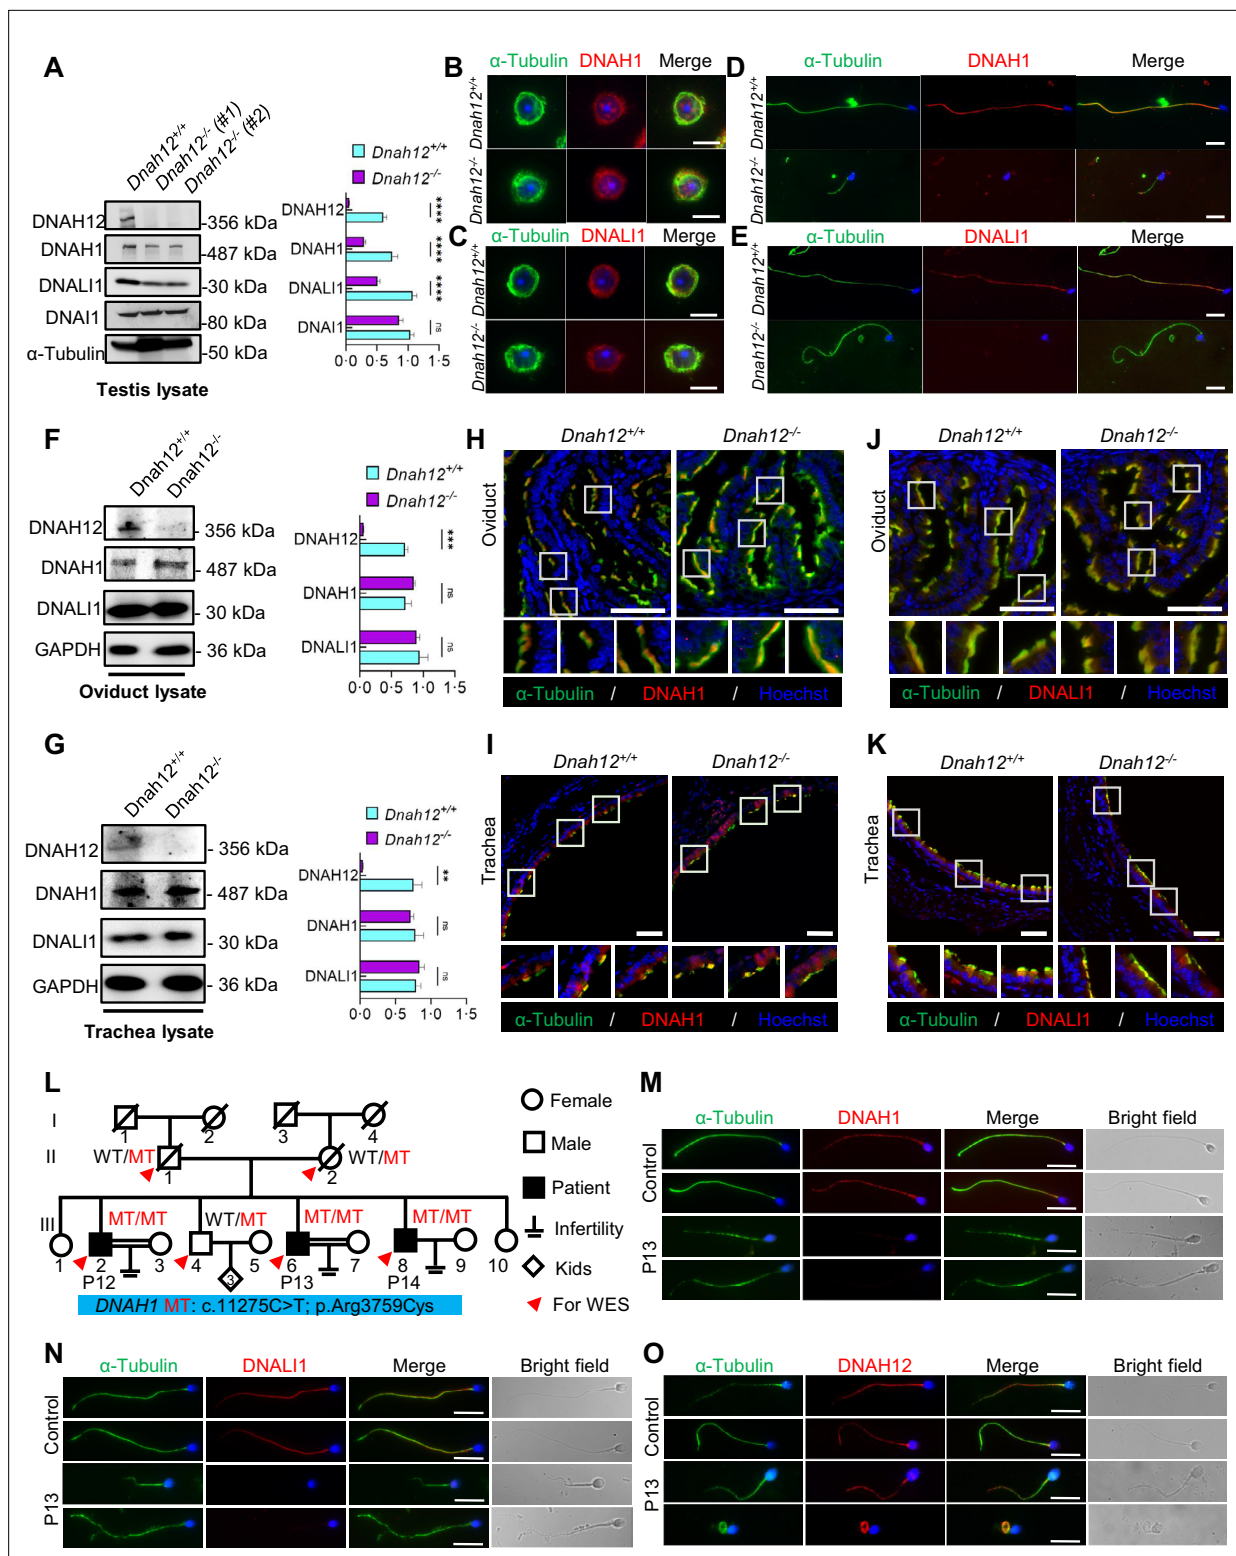 A
Dnah12+/+
Dnah12-/- (#1)
Dnah12-/- (#2)
DNAH12
-356 kDa
DNAH1
-487 kDa
DNALI1
-30 kDa
DNAI1
-80 kDa
α-Tubulin
-50 kDa
Testis lysate
Dnah12+/+
Dnah12-/-
DNAH12
****
DNAH1
****
DNALI1
****
DNAI1
ns
0·0 0·5 1·0 1·5
B
α-Tubulin DNAH1 Merge
Dnah12+/+
Dnah12-/-
C
α-Tubulin DNALI1 Merge
Dnah12+/+
Dnah12-/-
D
α-Tubulin DNAH1 Merge
Dnah12+/+
Dnah12-/-
E
α-Tubulin DNALI1 Merge
Dnah12+/+
Dnah12-/-
F
Dnah12+/+
Dnah12-/-
DNAH12
- 356 kDa
DNAH1
- 487 kDa
DNALI1
- 30 kDa
GAPDH
- 36 kDa
Oviduct lysate
Dnah12+/+
Dnah12-/-
DNAH12
***
DNAH1
ns
DNALI1
ns
0·0 0·5 1·0 1·5
G
Dnah12+/+
Dnah12-/-
DNAH12
- 356 kDa
DNAH1
- 487 kDa
DNALI1
- 30 kDa
GAPDH
- 36 kDa
Trachea lysate
Dnah12+/+
Dnah12-/-
DNAH12
**
DNAH1
ns
DNALI1
ns
0·0 0·5 1·0 1·5
H
Dnah12+/+ Dnah12-/-
Oviduct
α-Tubulin / DNAH1 / Hoechst
I
Dnah12+/+ Dnah12-/-
Trachea
α-Tubulin / DNAH1 / Hoechst
J
Dnah12+/+ Dnah12-/-
Oviduct
α-Tubulin / DNALI1 / Hoechst
K
Dnah12+/+ Dnah12-/-
Trachea
α-Tubulin / DNALI1 / Hoechst
L
I
1 2 3 4
II
WT/MT 1 2 WT/MT
III
MT/MT WT/MT MT/MT MT/MT
1 2 3 4 5 6 7 8 9 10
P12 3 P13 P14
DNAH1 MT: c.11275C>T; p.Arg3759Cys
Female
Male
Patient
Infertility
Kids
For WES
M
α-Tubulin DNAH1 Merge Bright field
Control
P13
N
α-Tubulin DNALI1 Merge Bright field
Control
P13
O
α-Tubulin DNAH12 Merge Bright field
Control
P13